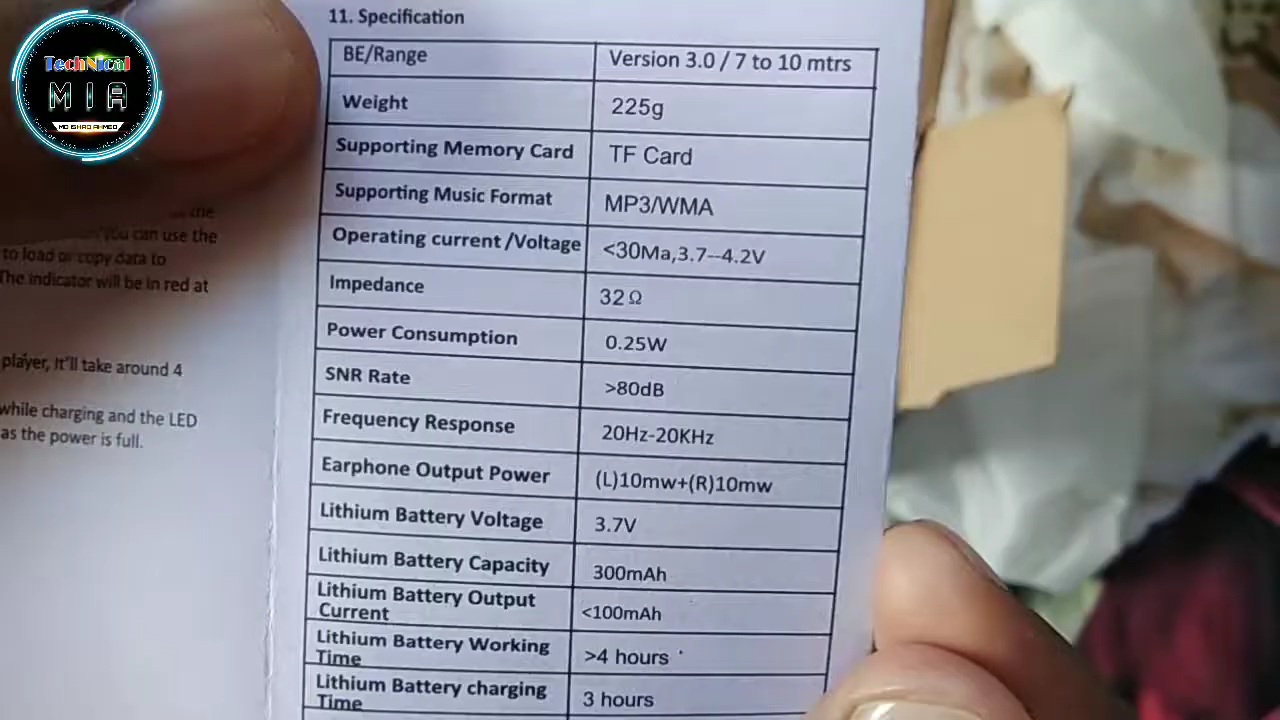 TechNical
MIA
MD ISHAD AHMED
the
You can use the
to load or copy data to
The indicator will be in red at
player, It'll take around 4
while charging and the LED
as the power is full.
11. Specification
BE/Range Version 3.0 / 7 to 10 mtrs
Weight 225g
Supporting Memory Card TF Card
Supporting Music Format MP3/WMA
Operating current /Voltage <30Ma,3.7--4.2V
Impedance 32Ω
Power Consumption 0.25W
SNR Rate >80dB
Frequency Response 20Hz-20KHz
Earphone Output Power (L)10mw+(R)10mw
Lithium Battery Voltage 3.7V
Lithium Battery Capacity 300mAh
Lithium Battery Output
Current <100mAh
Lithium Battery Working
Time >4 hours
Lithium Battery charging
Time 3 hours